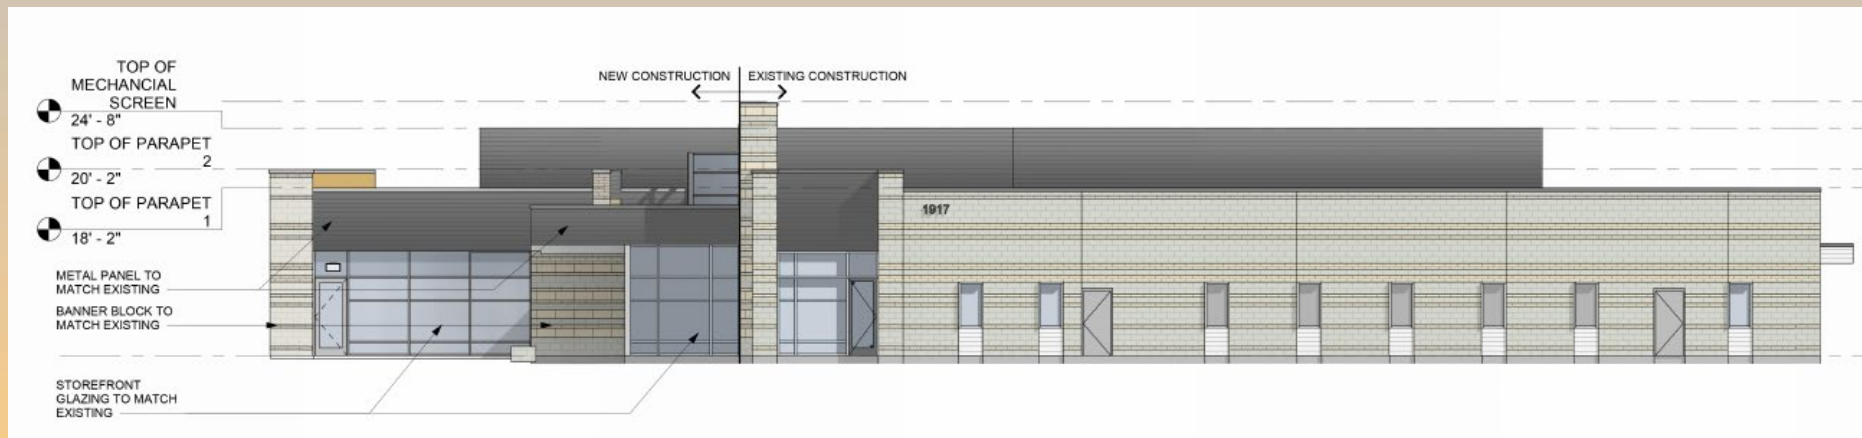 TOP OF
MECHANCIAL
SCREEN
24' - 8"
TOP OF PARAPET
2
20' - 2"
TOP OF PARAPET
1
18' - 2"
METAL PANEL TO
MATCH EXISTING
BANNER BLOCK TO
MATCH EXISTING
STOREFRONT
GLAZING TO MATCH
EXISTING
NEW CONSTRUCTION
EXISTING CONSTRUCTION
1917